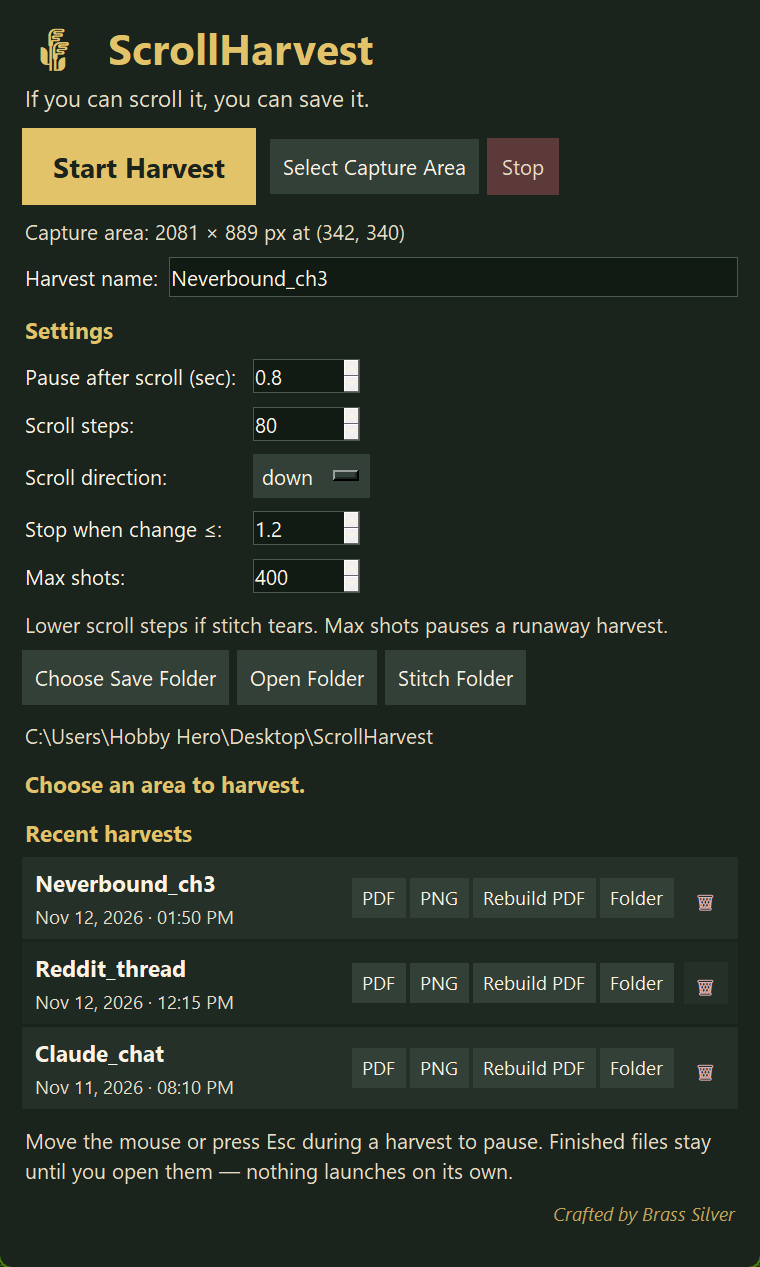 ScrollHarvest
If you can scroll it, you can save it.
Start Harvest Select Capture Area Stop
Capture area: 2081 × 889 px at (342, 340)
Harvest name: Neverbound_ch3
Settings
Pause after scroll (sec): 0.8
Scroll steps: 80
Scroll direction: down
Stop when change ≤: 1.2
Max shots: 400
Lower scroll steps if stitch tears. Max shots pauses a runaway harvest.
Choose Save Folder Open Folder Stitch Folder
C:\Users\Hobby Hero\Desktop\ScrollHarvest
Choose an area to harvest.
Recent harvests
Neverbound_ch3
Nov 12, 2026 · 01:50 PM
PDF PNG Rebuild PDF Folder
Reddit_thread
Nov 12, 2026 · 12:15 PM
PDF PNG Rebuild PDF Folder
Claude_chat
Nov 11, 2026 · 08:10 PM
PDF PNG Rebuild PDF Folder
Move the mouse or press Esc during a harvest to pause. Finished files stay
until you open them — nothing launches on its own.
Crafted by Brass Silver